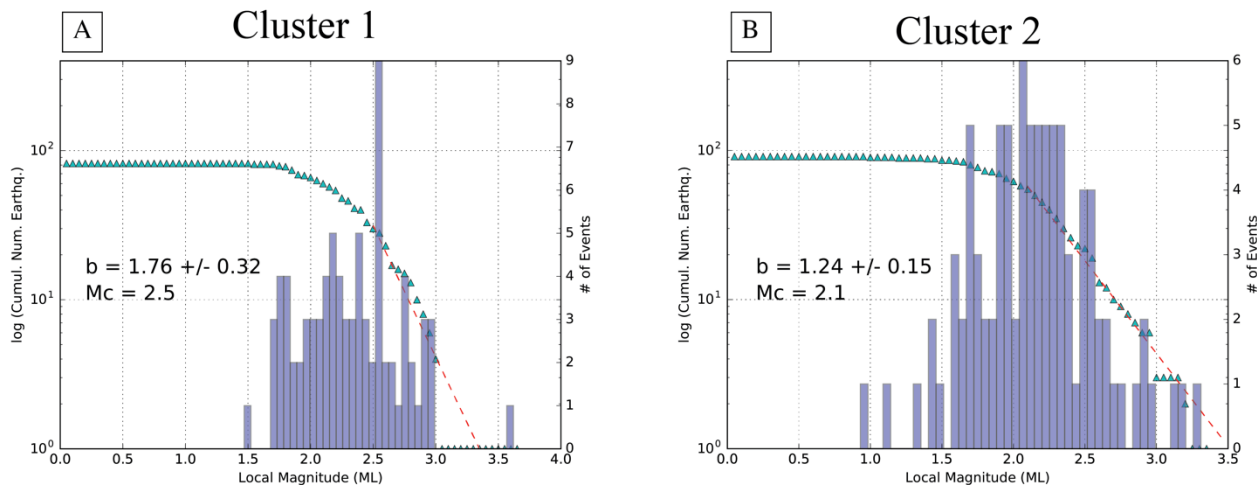 A
Cluster 1
log (Cumul. Num. Earthq.)
10²
10¹
10⁰
b = 1.76 +/- 0.32
Mc = 2.5
9
8
7
6
5
4
3
2
1
0
# of Events
0.0 0.5 1.0 1.5 2.0 2.5 3.0 3.5 4.0
Local Magnitude (ML)
B
Cluster 2
log (Cumul. Num. Earthq.)
10²
10¹
10⁰
b = 1.24 +/- 0.15
Mc = 2.1
6
5
4
3
2
1
0
# of Events
0.0 0.5 1.0 1.5 2.0 2.5 3.0 3.5
Local Magnitude (ML)